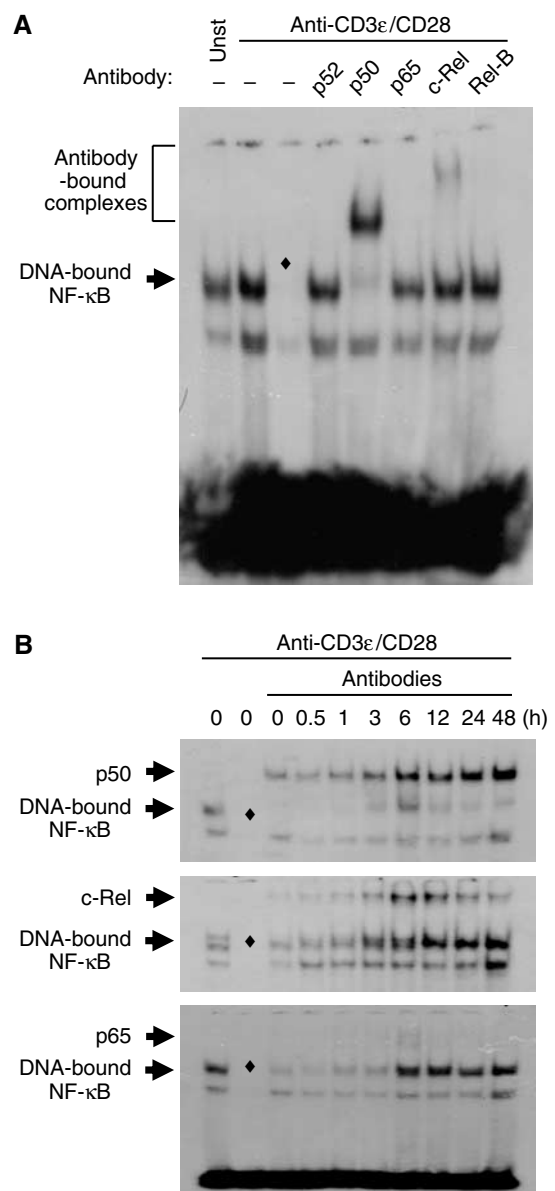 A
Unst
Anti-CD3ε/CD28
Antibody:
– – – p52 p50 p65 c-Rel Rel-B
Antibody
-bound
complexes
♦
DNA-bound
NF-κB
B
Anti-CD3ε/CD28
Antibodies
0 0 0 0.5 1 3 6 12 24 48 (h)
p50
DNA-bound
NF-κB
♦
c-Rel
DNA-bound
NF-κB
♦
p65
DNA-bound
NF-κB
♦